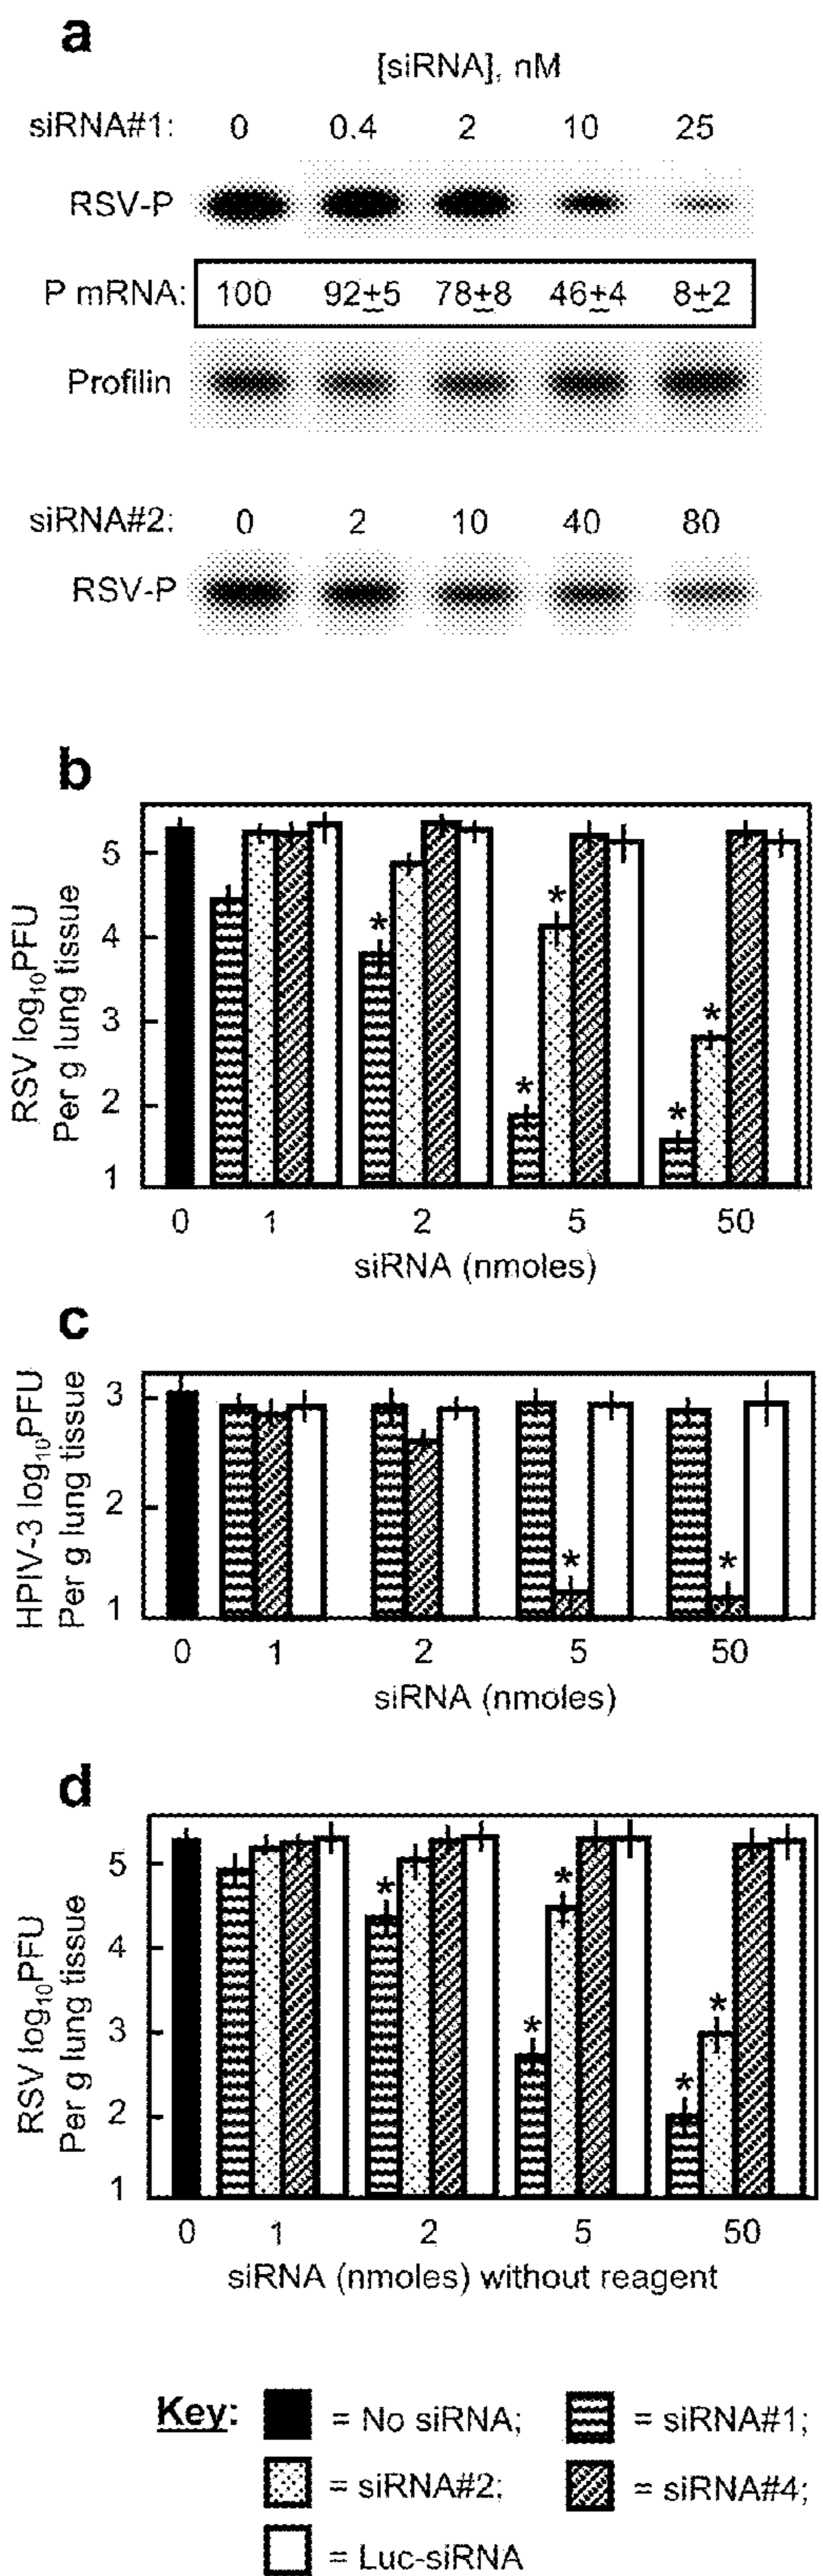 a
[siRNA], nM
siRNA#1: 0 0.4 2 10 25
RSV-P
P mRNA: 100 92±5 78±8 46±4 8±2
Profilin
siRNA#2: 0 2 10 40 80
RSV-P
b
RSV log10PFU
Per g lung tissue
5
4
3
2
1
* * * * * *
0 1 2 5 50
siRNA (nmoles)
c
HPIV-3 log10PFU
Per g lung tissue
3
2
1
* *
0 1 2 5 50
siRNA (nmoles)
d
RSV log10PFU
Per g lung tissue
5
4
3
2
1
* * * * *
0 1 2 5 50
siRNA (nmoles) without reagent
Key: = No siRNA; = siRNA#1;
= siRNA#2; = siRNA#4;
= Luc-siRNA